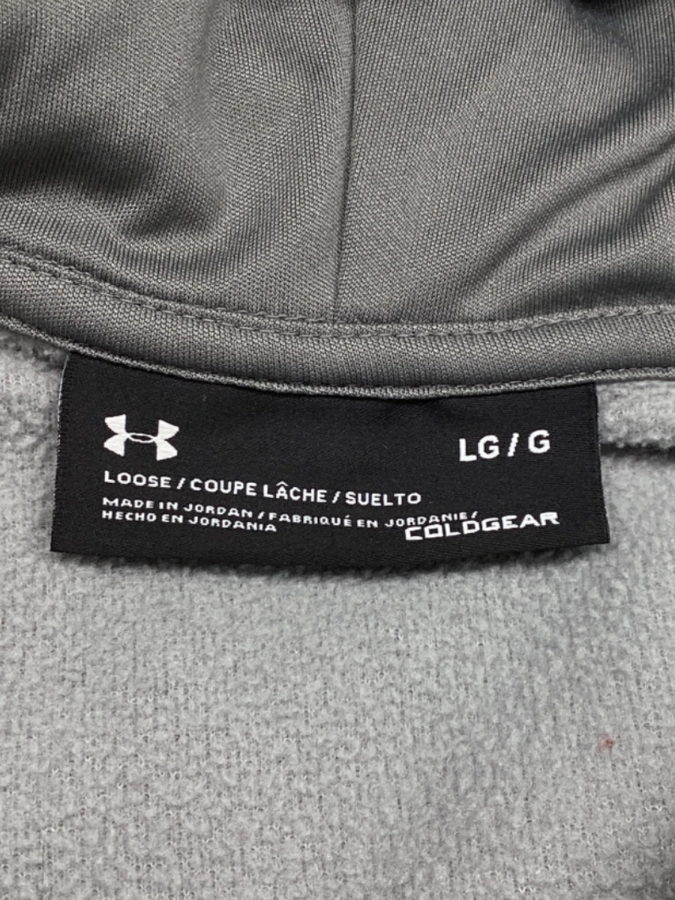 LG / G
LOOSE / COUPE LÂCHE / SUELTO
MADE IN JORDAN / FABRIQUÉ EN JORDANIE /
HECHO EN JORDANIA
COLDGEAR